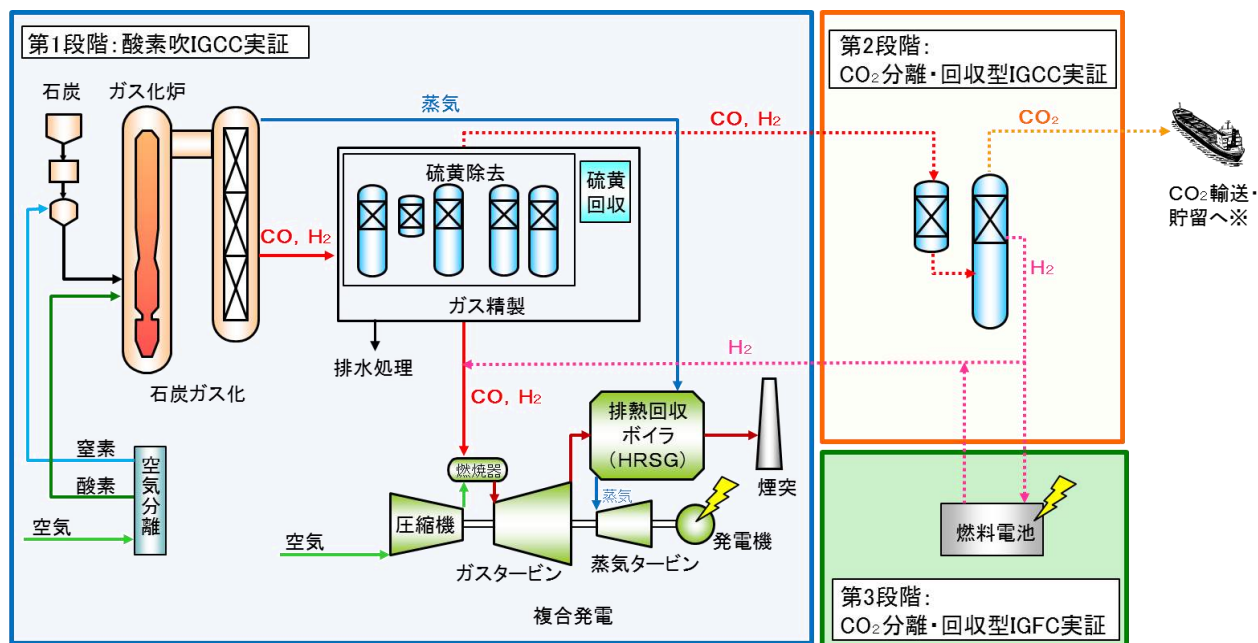 第1段階：酸素吹IGCC実証
石炭
ガス化炉
蒸気
CO, H₂
硫黄除去
硫黄
回収
CO, H₂
ガス精製
排水処理
石炭ガス化
CO, H₂
窒素
酸素
空気
空気分離
燃焼器
圧縮機
空気
ガスタービン
排熱回収
ボイラ
（HRSG）
蒸気
蒸気タービン
発電機
煙突
複合発電
第2段階：
CO₂分離・回収型IGCC実証
CO₂
H₂
H₂
CO₂輸送・
貯留へ※
燃料電池
第3段階：
CO₂分離・回収型IGFC実証